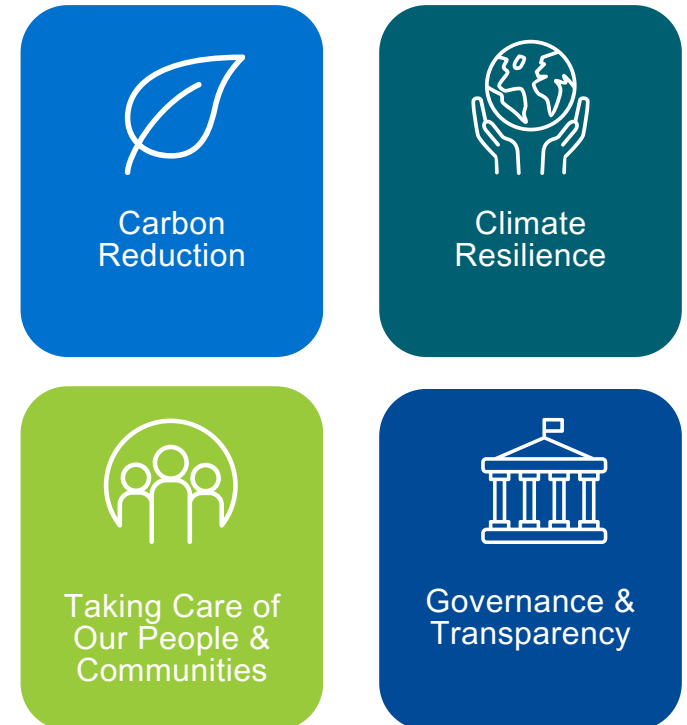 Carbon
Reduction
Climate
Resilience
Taking Care of
Our People &
Communities
Governance &
Transparency